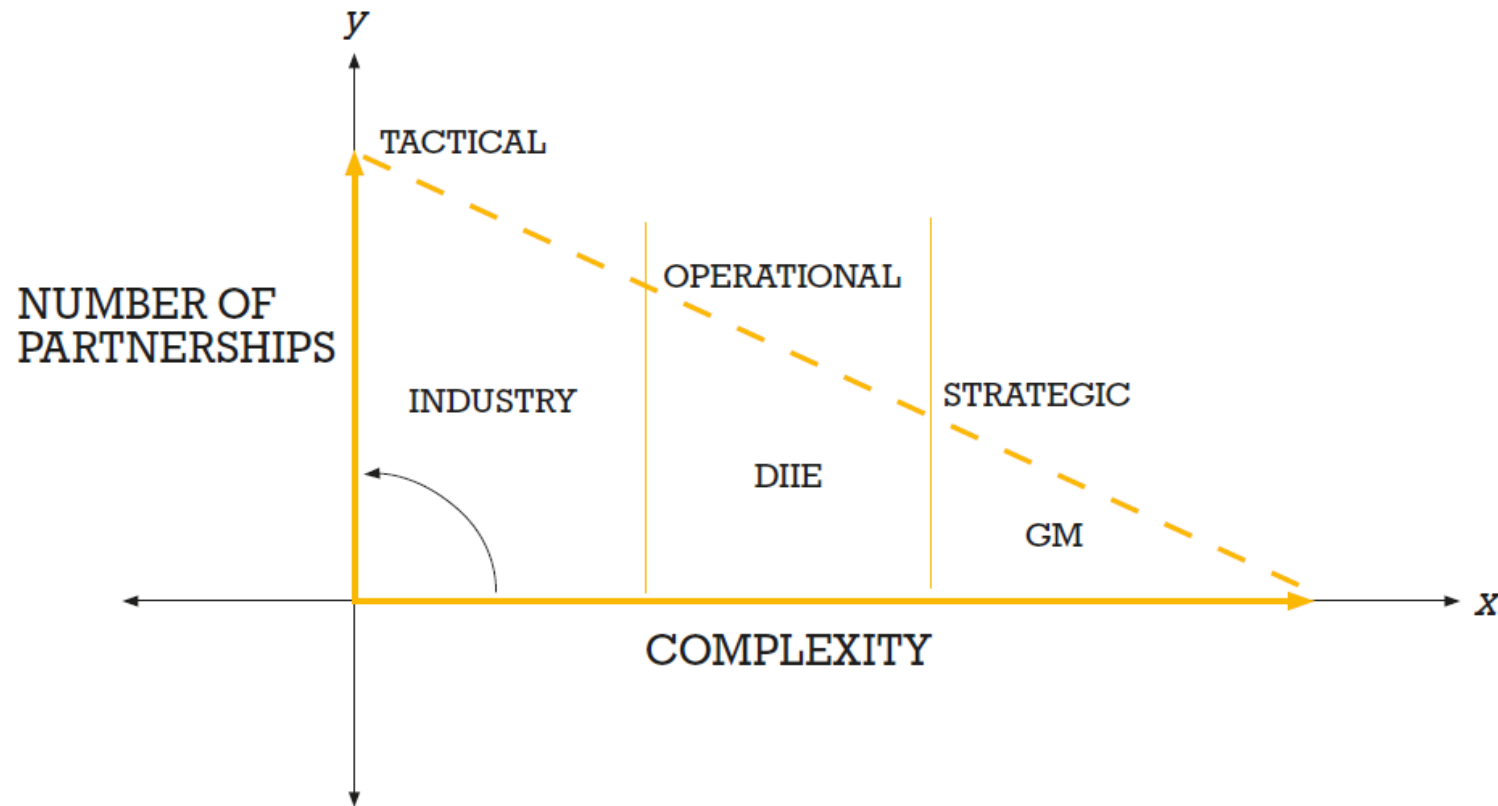 y
TACTICAL
OPERATIONAL
NUMBER OF
PARTNERSHIPS
INDUSTRY
STRATEGIC
DIIE
GM
x
COMPLEXITY